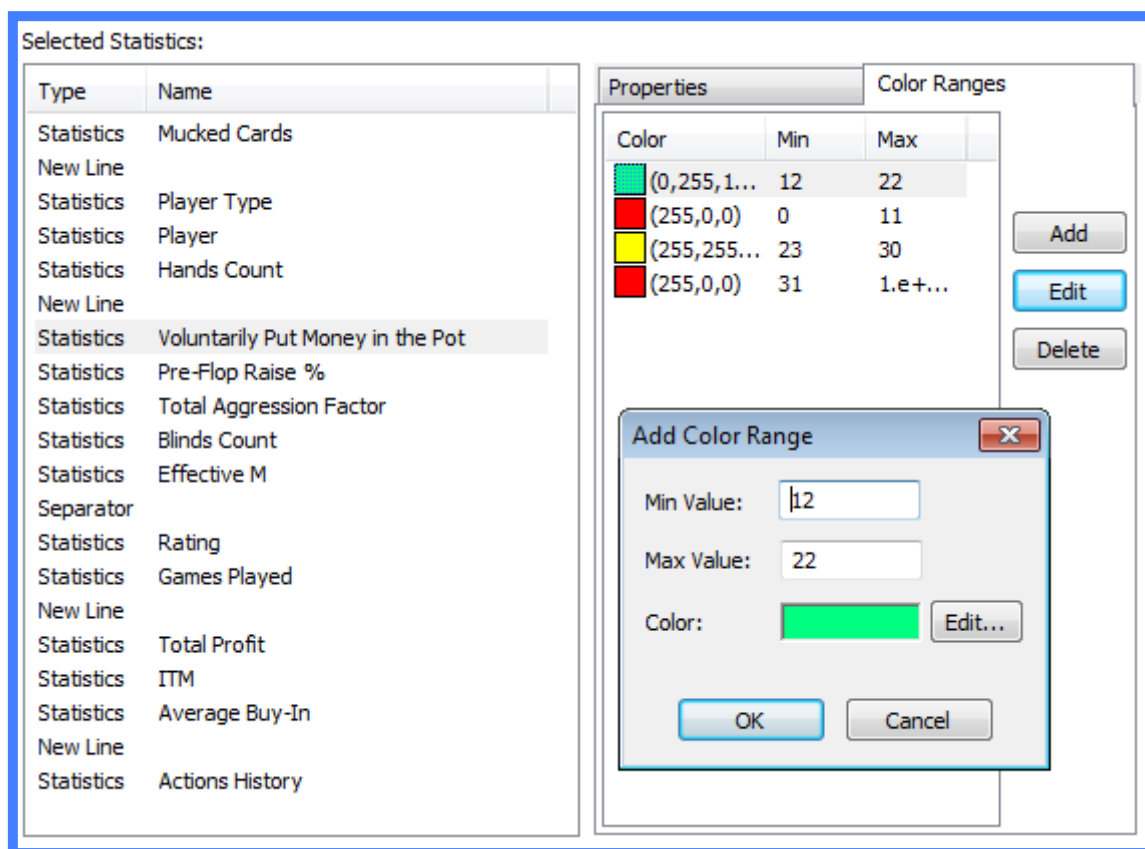 Selected Statistics:
Type Name
Statistics Mucked Cards
New Line
Statistics Player Type
Statistics Player
Statistics Hands Count
New Line
Statistics Voluntarily Put Money in the Pot
Statistics Pre-Flop Raise %
Statistics Total Aggression Factor
Statistics Blinds Count
Statistics Effective M
Separator
Statistics Rating
Statistics Games Played
New Line
Statistics Total Profit
Statistics ITM
Statistics Average Buy-In
New Line
Statistics Actions History
Properties Color Ranges
Color Min Max
(0,255,1... 12 22
(255,0,0) 0 11
(255,255... 23 30
(255,0,0) 31 1.e+...
Add
Edit
Delete
Add Color Range
Min Value: 12
Max Value: 22
Color: Edit...
OK Cancel